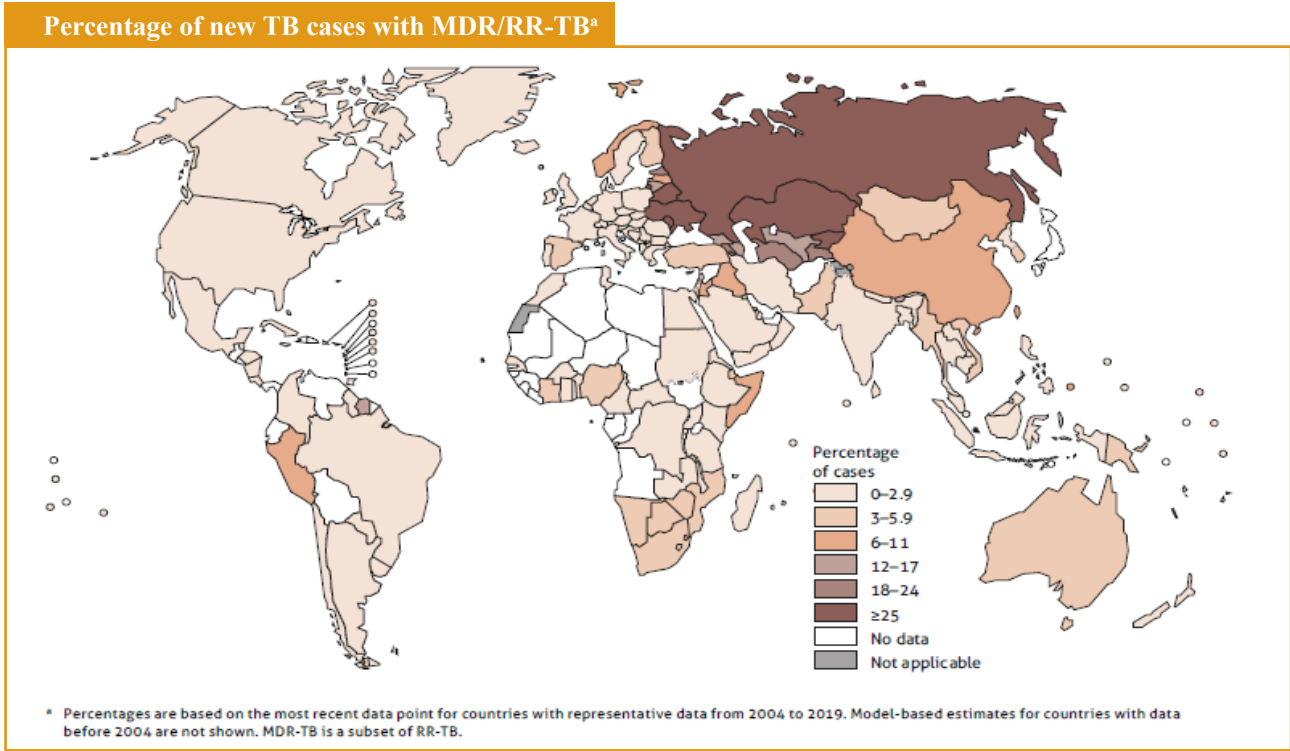 Percentage of new TB cases with MDR/RR-TBᵃ
Percentage
of cases
0–2.9
3–5.9
6–11
12–17
18–24
≥25
No data
Not applicable
ᵃ Percentages are based on the most recent data point for countries with representative data from 2004 to 2019. Model-based estimates for countries with data
before 2004 are not shown. MDR-TB is a subset of RR-TB.